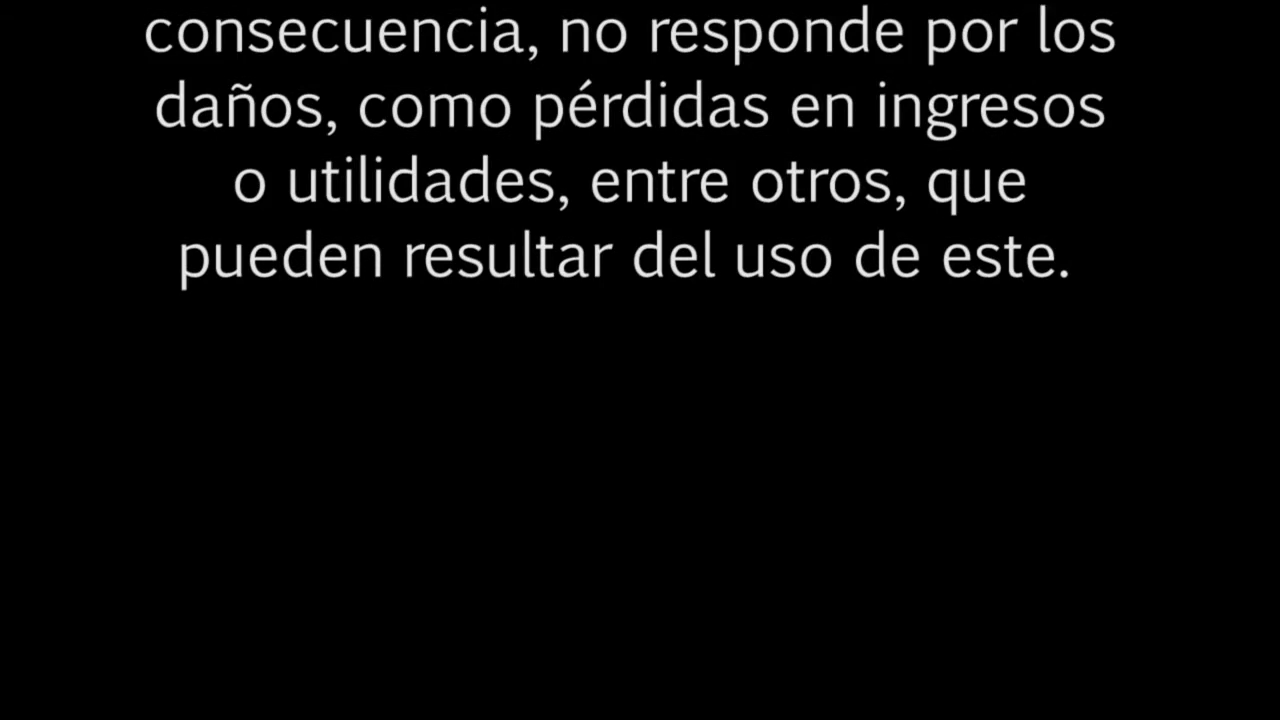 consecuencia, no responde por los
daños, como pérdidas en ingresos
o utilidades, entre otros, que
pueden resultar del uso de este.